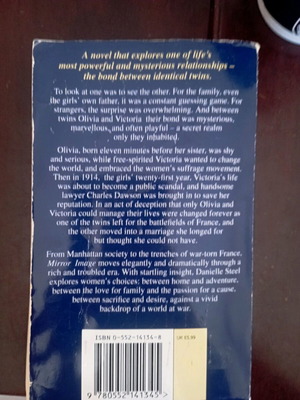 A novel that explores one of life's
most powerful and mysterious relationships –
the bond between identical twins.
To look at one was to see the other. For the family, even
the girls' own father, it was a constant guessing game. For
strangers, the surprise was overwhelming. And between
twins Olivia and Victoria their bond was mysterious,
marvellous, and often playful – a secret realm
only they inhabited.
Olivia, born eleven minutes before her sister, was shy
and serious, while free-spirited Victoria wanted to change
the world, and embraced the women's suffrage movement.
Then in 1914, the girls' twenty-first year, Victoria's life
was about to become a public scandal, and handsome
lawyer Charles Dawson was brought in to save her
reputation. In an act of deception that only Olivia and
Victoria could manage their lives were changed forever as
one of the twins left for the battlefields of France, and
the other moved into a marriage she longed for
but thought she could not have.
From Manhattan society to the trenches of war-torn France,
Mirror Image moves elegantly and dramatically through a
rich and troubled era. With startling insight, Danielle Steel
explores women's choices: between home and adventure,
between the love for family and the passion for a cause,
between sacrifice and desire, against a vivid
backdrop of a world at war.
ISBN 0-552-14134-8
9 780552 141345